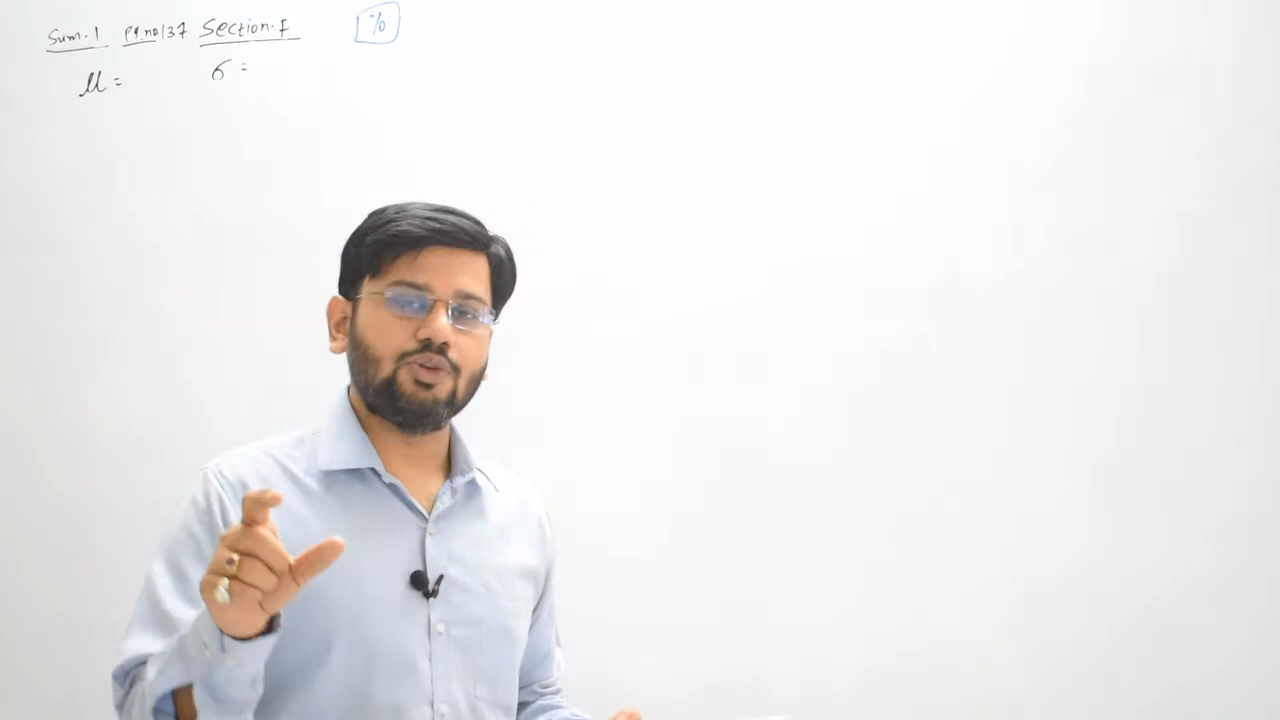 Sum.1 Pg.no 137 Section-F %
μ = σ =